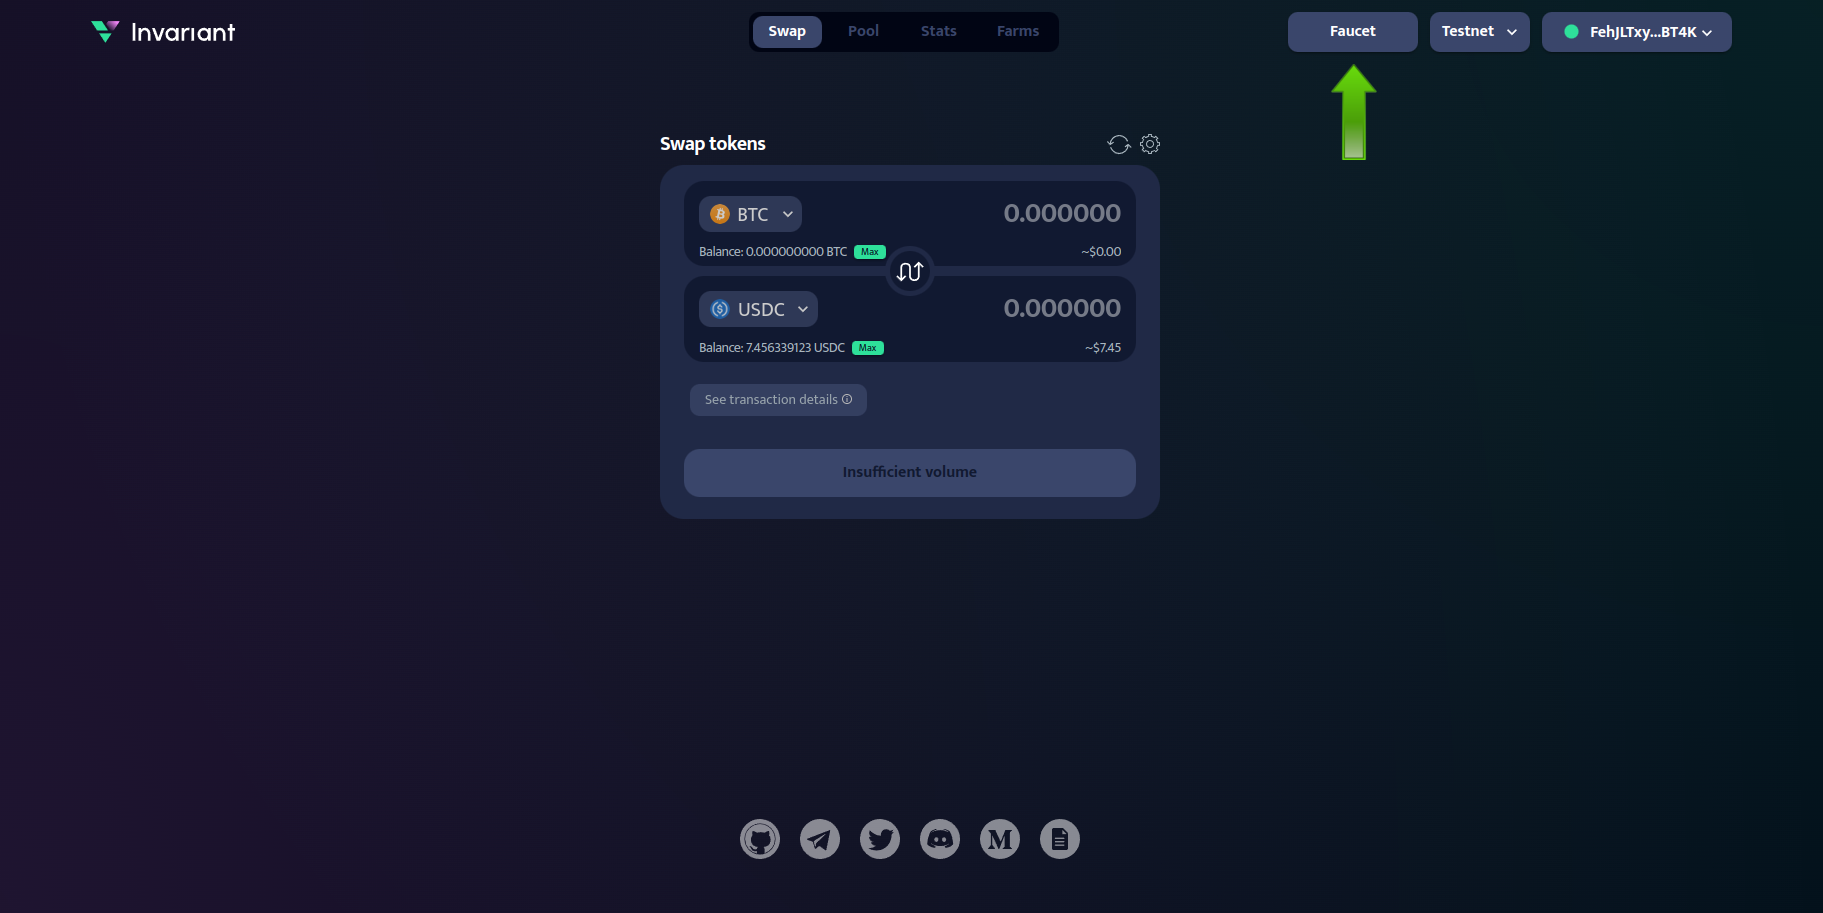 Invariant
Swap Pool Stats Farms
Faucet
Testnet
FehJLTxy...BT4K
Swap tokens
BTC
0.000000
Balance: 0.000000000 BTC Max
~$0.00
USDC
0.000000
Balance: 7.456339123 USDC Max
~$7.45
See transaction details
Insufficient volume